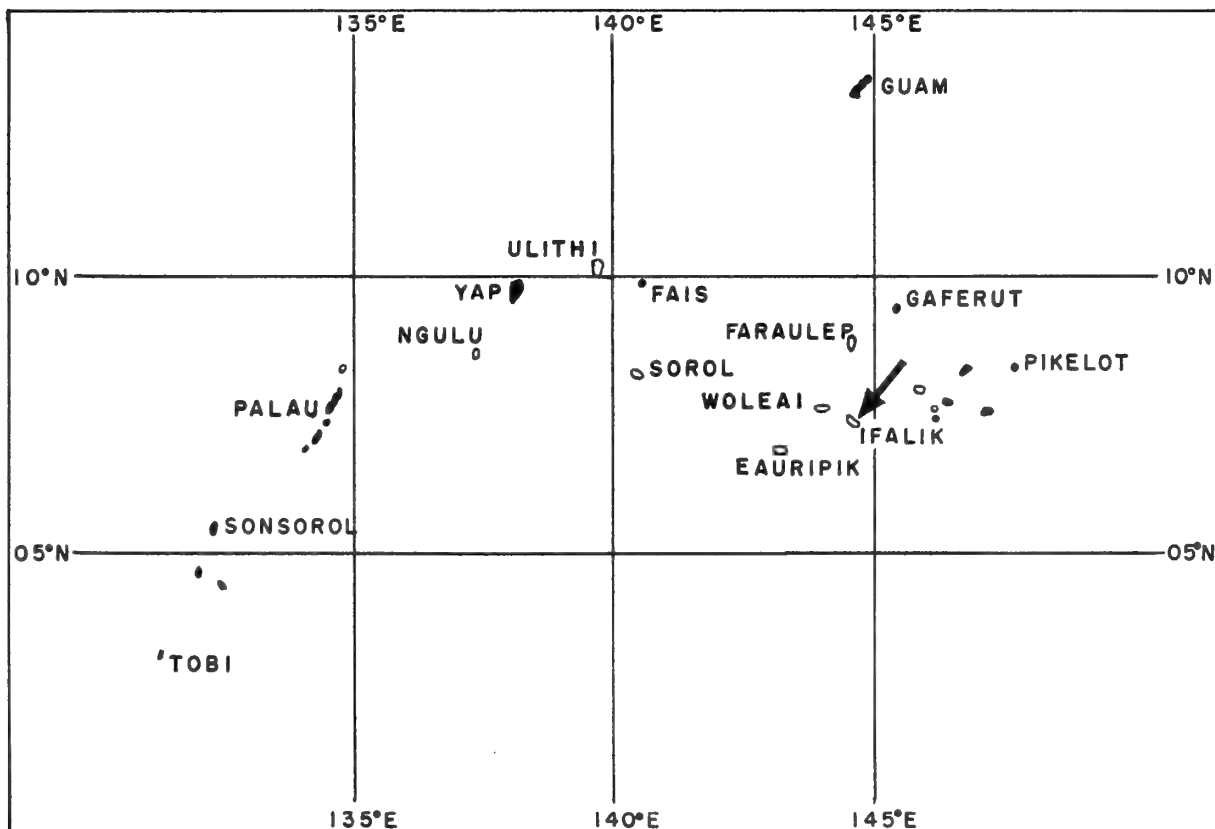 135°E 140°E 145°E
GUAM
ULITHI
10°N 10°N
YAP FAIS GAFERUT
NGULU FARAULEP
SOROL PIKELOT
PALAU WOLEAI
IFALIK
EAURIPIK
SONSOROL
05°N 05°N
TOBI
135°E 140°E 145°E